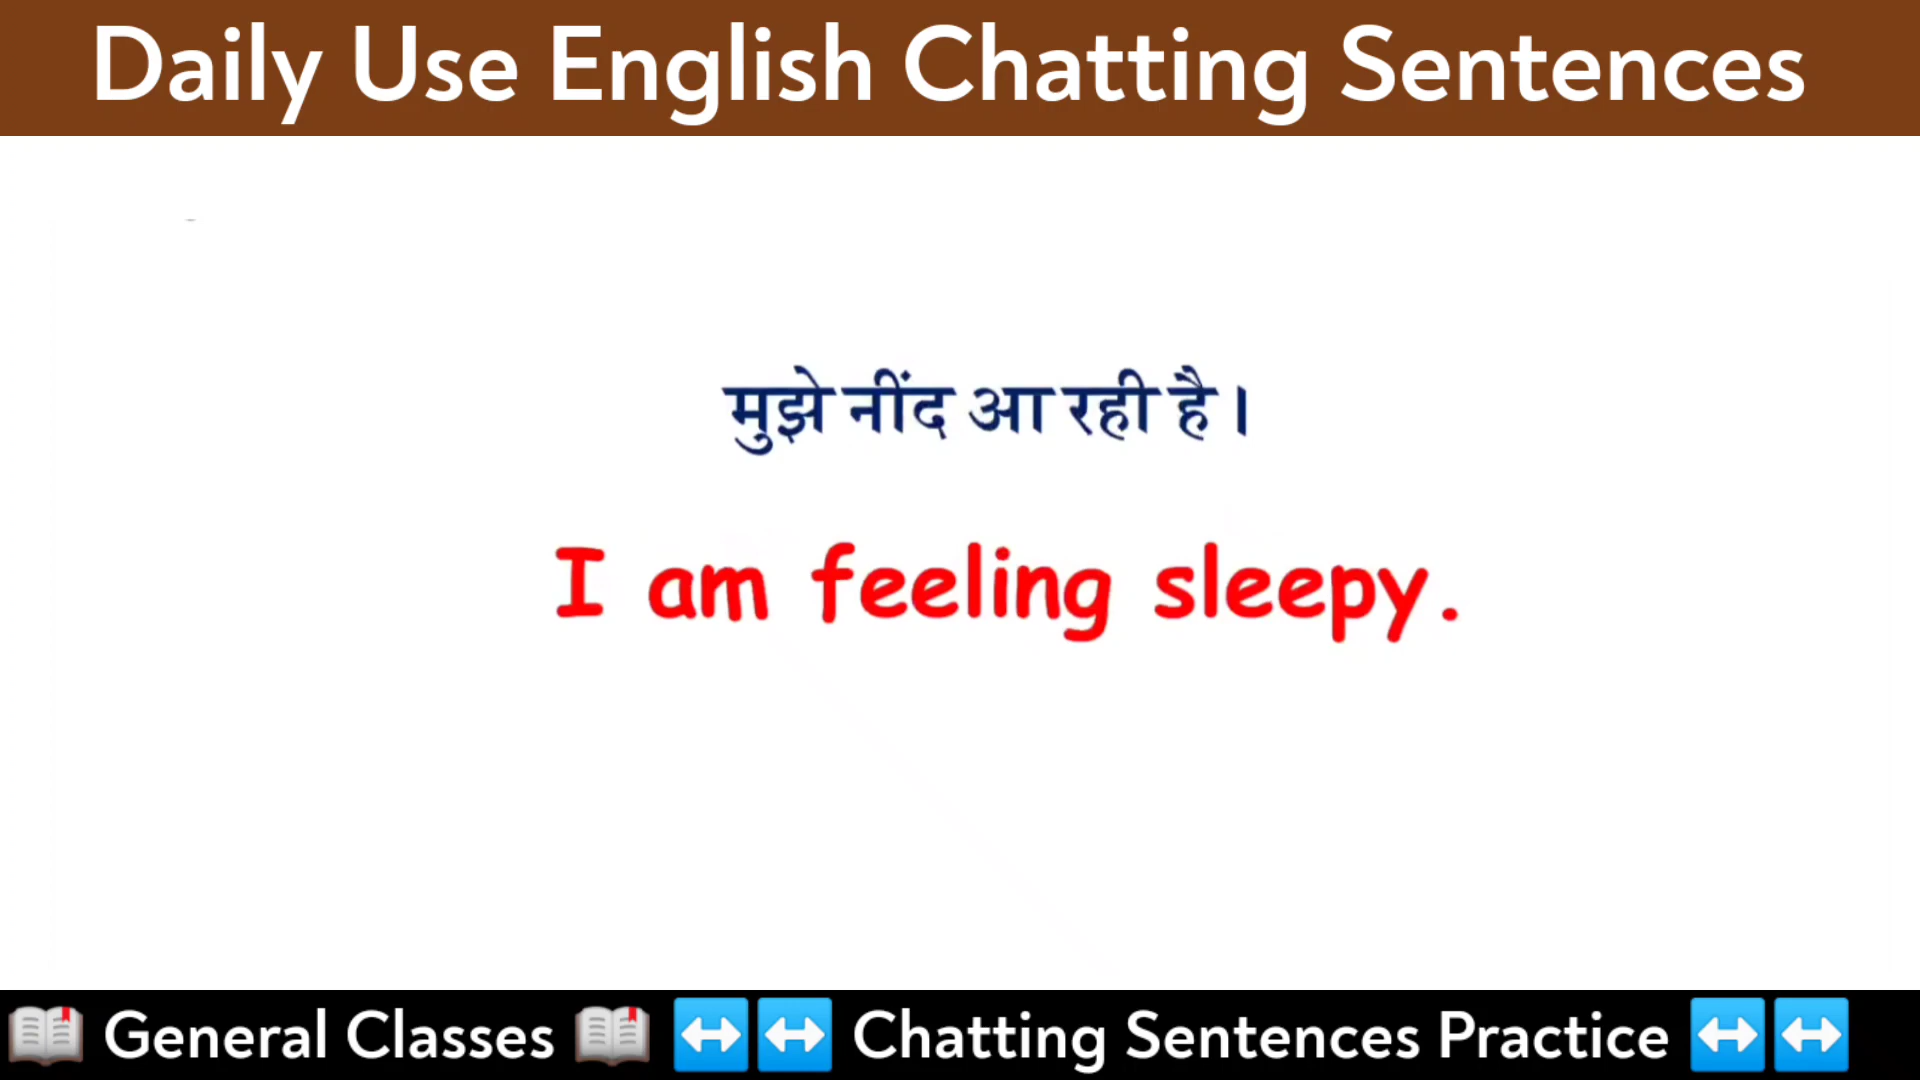 Daily Use English Chatting Sentences
मुझे नींद आ रही है।
I am feeling sleepy.
📖 General Classes 📖 ↔️↔️ Chatting Sentences Practice ↔️↔️